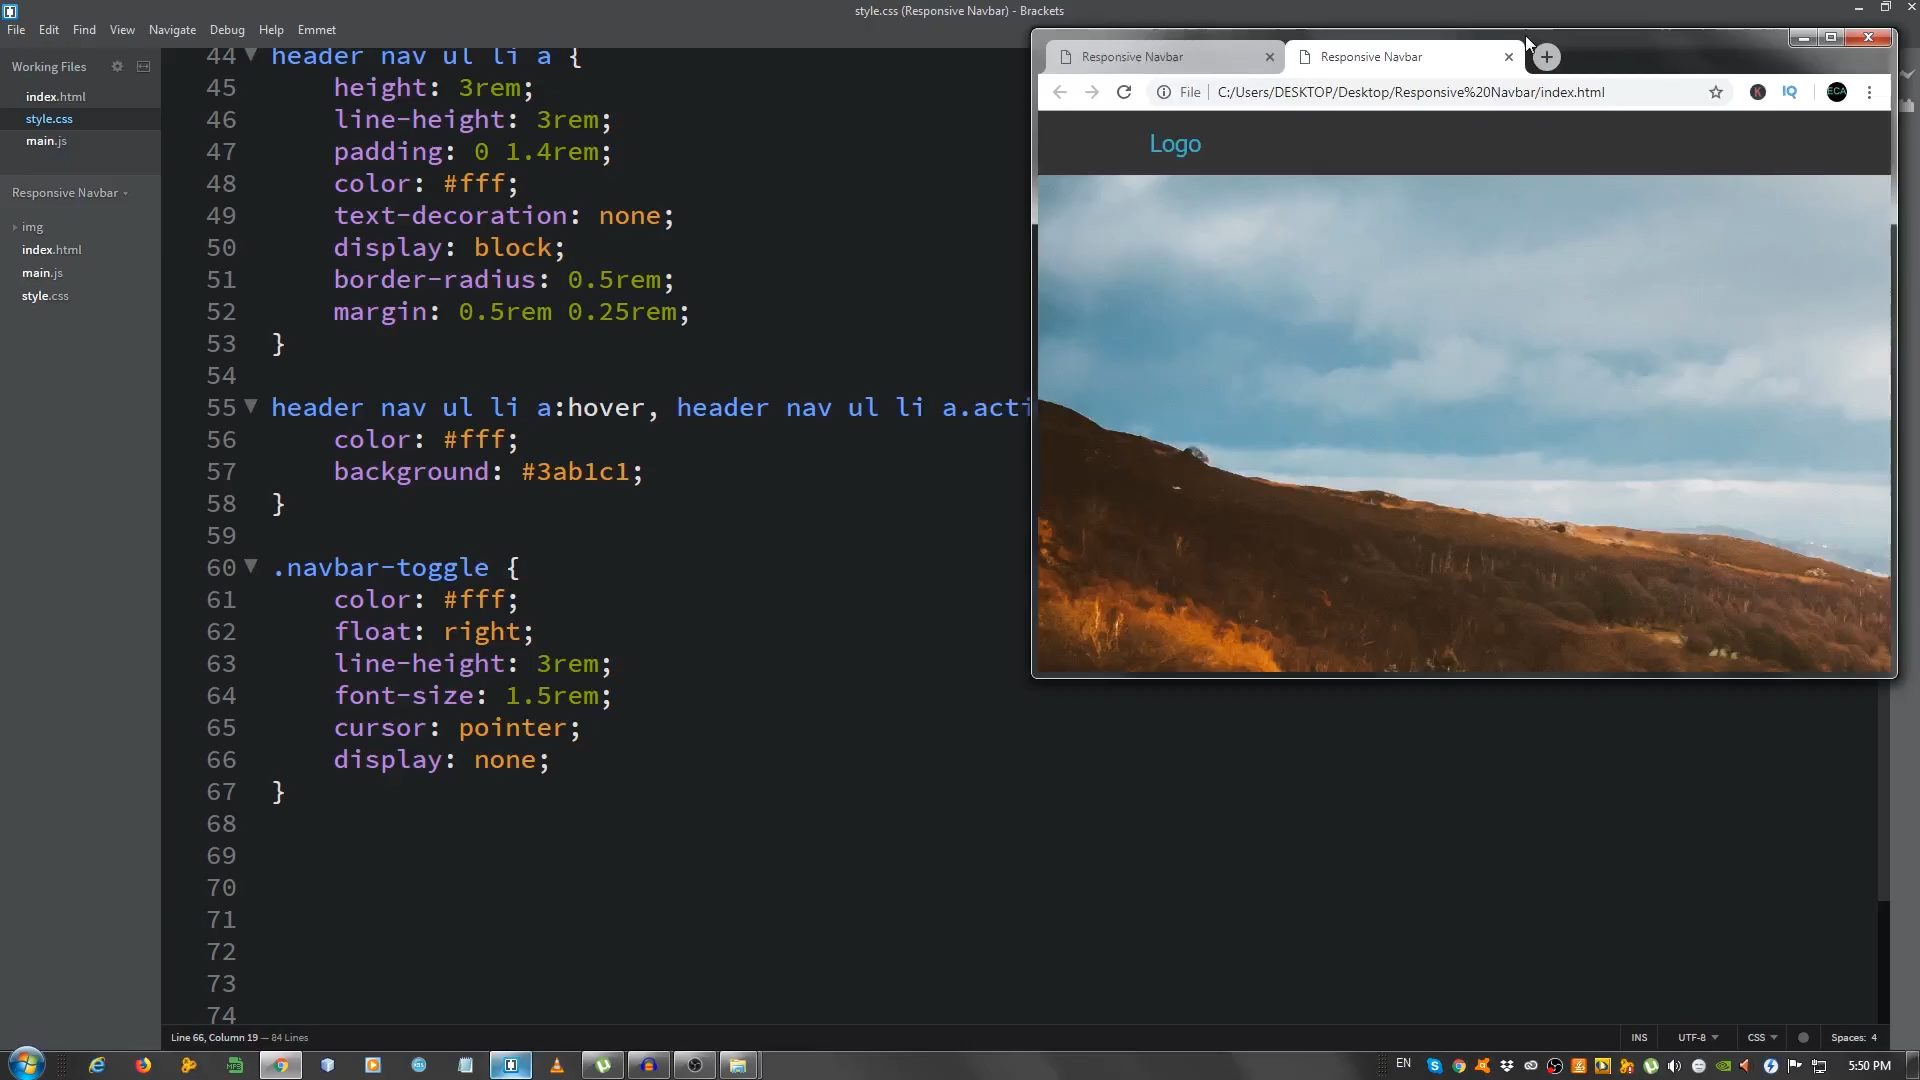 style.css (Responsive Navbar) - Brackets
File Edit Find View Navigate Debug Help Emmet
Working Files
index.html
style.css
main.js
Responsive Navbar
img
index.html
main.js
style.css
44 header nav ul li a {
45 height: 3rem;
46 line-height: 3rem;
47 padding: 0 1.4rem;
48 color: #fff;
49 text-decoration: none;
50 display: block;
51 border-radius: 0.5rem;
52 margin: 0.5rem 0.25rem;
53 }
54
55 header nav ul li a:hover, header nav ul li a.acti
56 color: #fff;
57 background: #3ab1c1;
58 }
59
60 .navbar-toggle {
61 color: #fff;
62 float: right;
63 line-height: 3rem;
64 font-size: 1.5rem;
65 cursor: pointer;
66 display: none;
67 }
68
69
70
71
72
73
74
Responsive Navbar
Responsive Navbar
File C:/Users/DESKTOP/Desktop/Responsive%20Navbar/index.html
K IQ ECA
Logo
Line 66, Column 19 — 84 Lines
INS UTF-8 CSS Spaces: 4
EN 5:50 PM